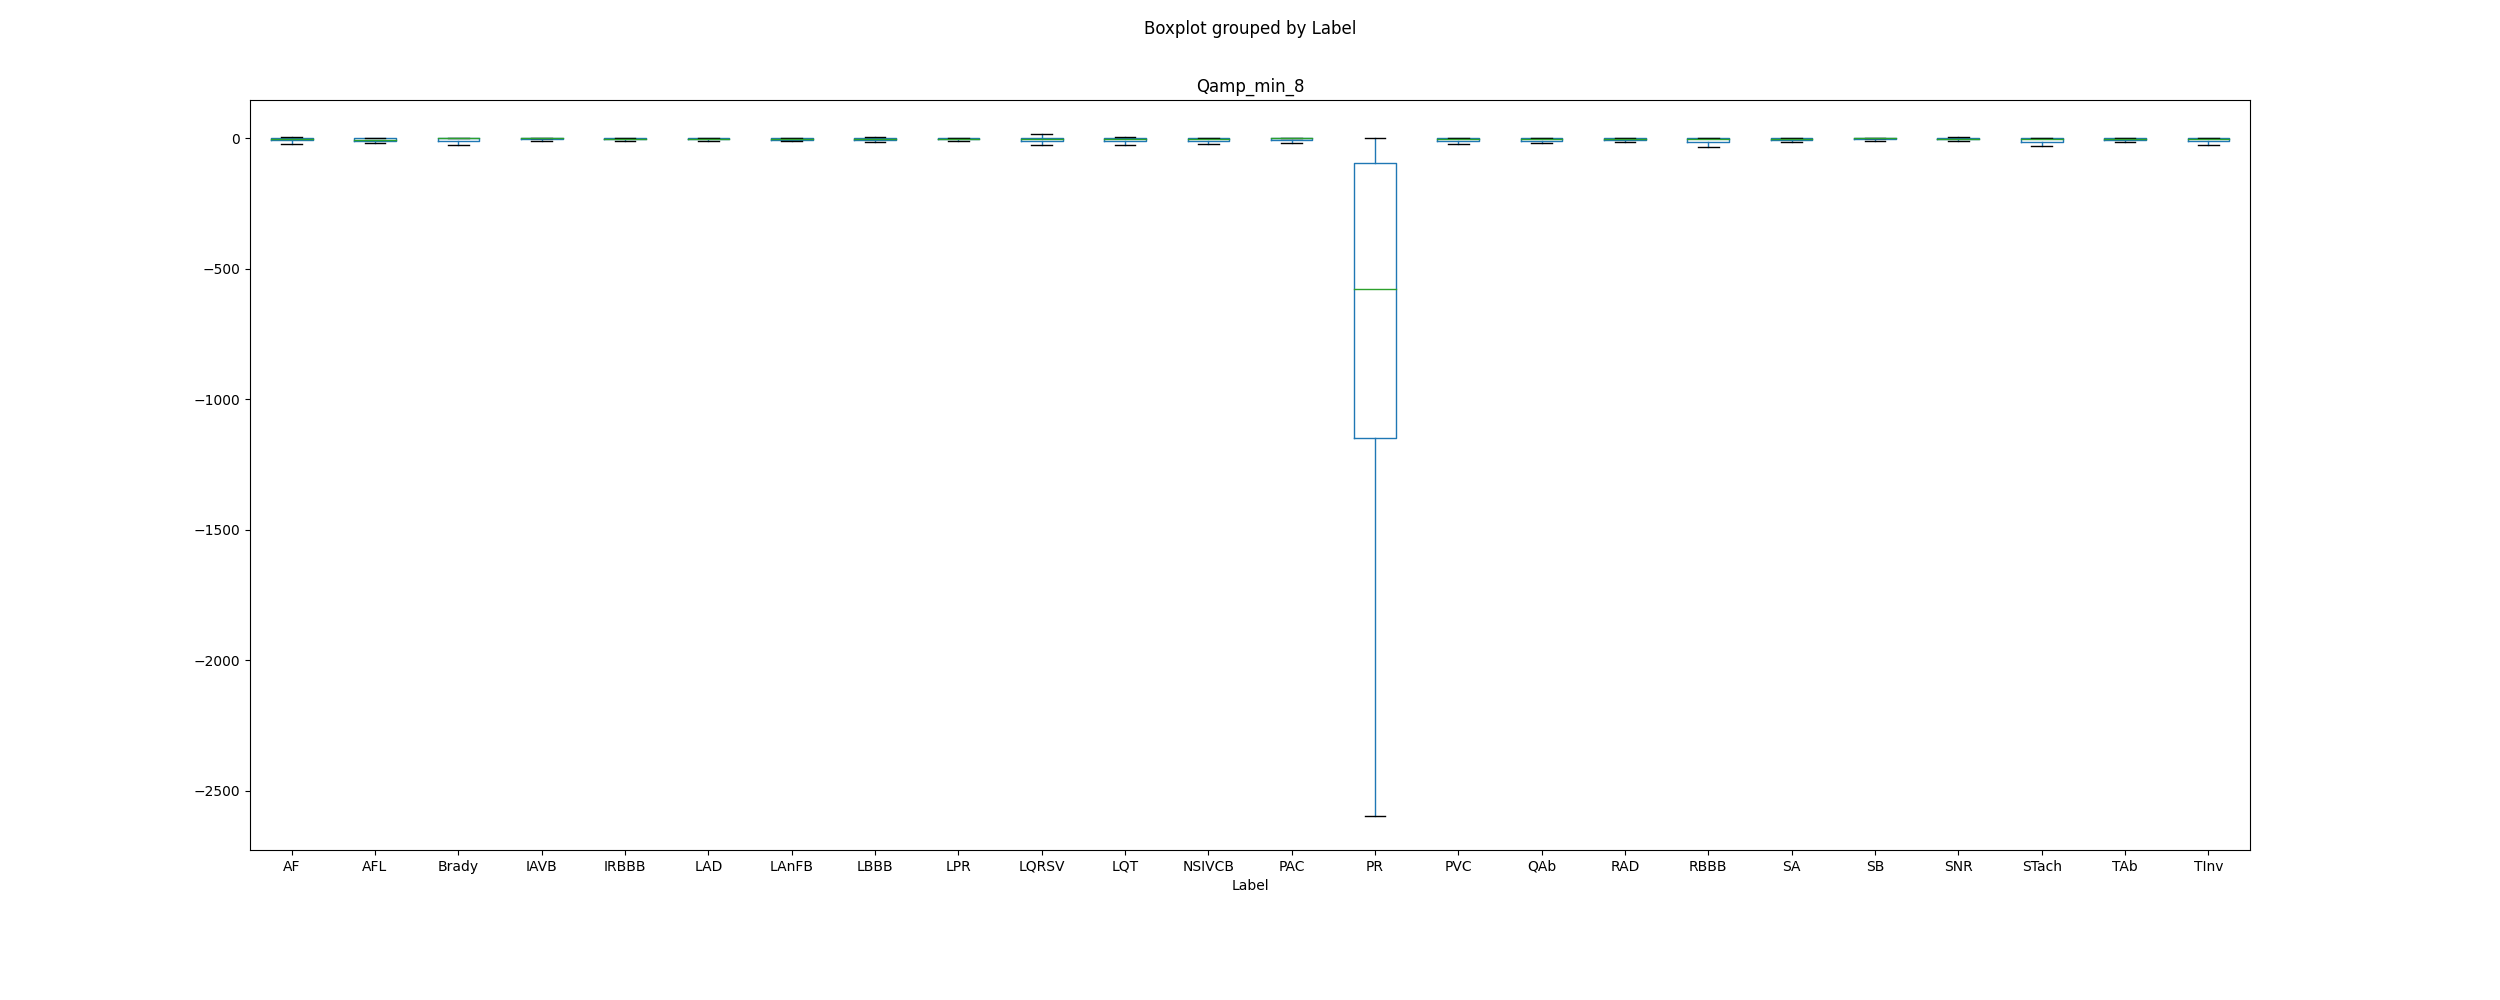 Boxplot grouped by Label
Qamp_min_8
0
−500
−1000
−1500
−2000
−2500
AF AFL Brady IAVB IRBBB LAD LAnFB LBBB LPR LQRSV LQT NSIVCB PAC PR PVC QAb RAD RBBB SA SB SNR STach TAb TInv
Label